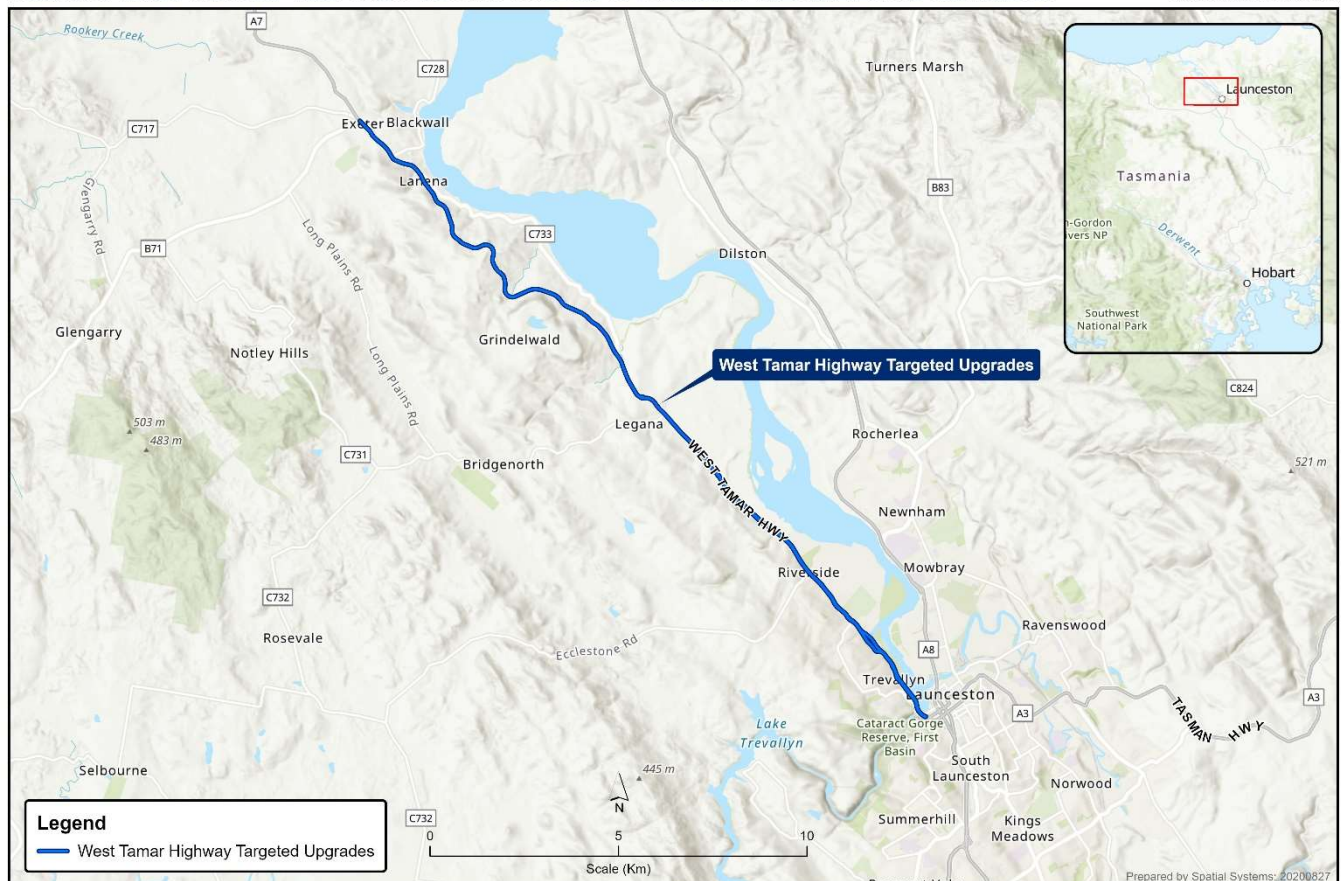 A7
Rookery Creek
C728
Turners Marsh
Launceston
Tasmania
n-Gordon
vers NP
Derwent
Hobart
Southwest
National Park
C717
Exeter
Blackwall
Lanena
Glengarry Rd
B83
B71
Long Plains Rd
C733
Dilston
Glengarry
Notley Hills
Grindelwald
Long Plains Rd
West Tamar Highway Targeted Upgrades
C824
503 m
483 m
Legana
Rocherlea
C731
Bridgenorth
WEST TAMAR HWY
521 m
Newnham
Riverside
Mowbray
C732
Rosevale
Ecclestone Rd
Ravenswood
A8
Trevallyn
Launceston
A3
A3
TASMAN HWY
Lake
Trevallyn
Cataract Gorge
Reserve, First
Basin
Selbourne
445 m
South
Launceston
Norwood
N
C732
Summerhill
Kings
Meadows
Legend
West Tamar Highway Targeted Upgrades
0 5 10
Scale (Km)
Prepared by Spatial Systems: 20200827